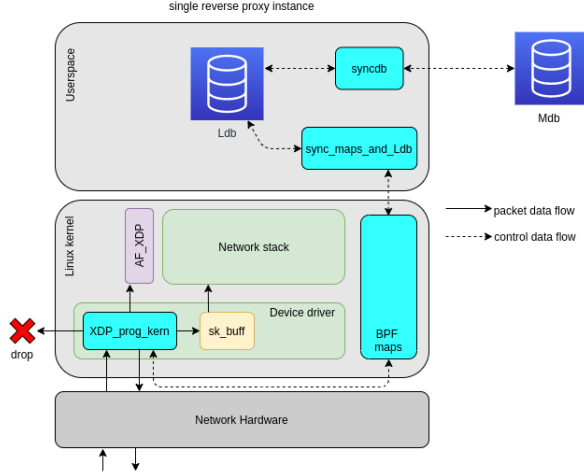 single reverse proxy instance
Userspace
Ldb
syncdb
Mdb
sync_maps_and_Ldb
Linux kernel
AF_XDP
Network stack
packet data flow
control data flow
Device driver
XDP_prog_kern
sk_buff
BPF
maps
drop
Network Hardware